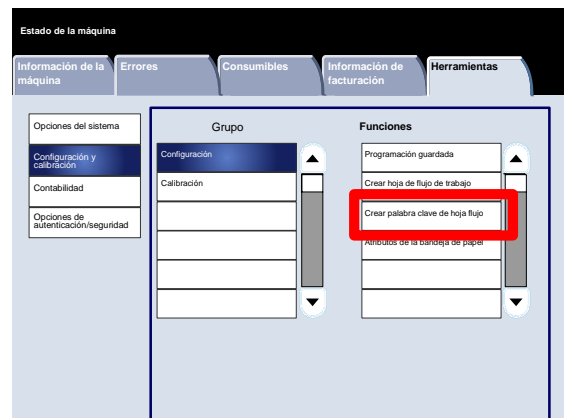 Estado de la máquina
Información de la
máquina
Errores
Consumibles
Información de
facturación
Herramientas
Opciones del sistema
Configuración y
calibración
Contabilidad
Opciones de
autenticación/seguridad
Grupo
Configuración
Calibración
Funciones
Programación guardada
Crear hoja de flujo de trabajo
Crear palabra clave de hoja flujo
Atributos de la bandeja de papel